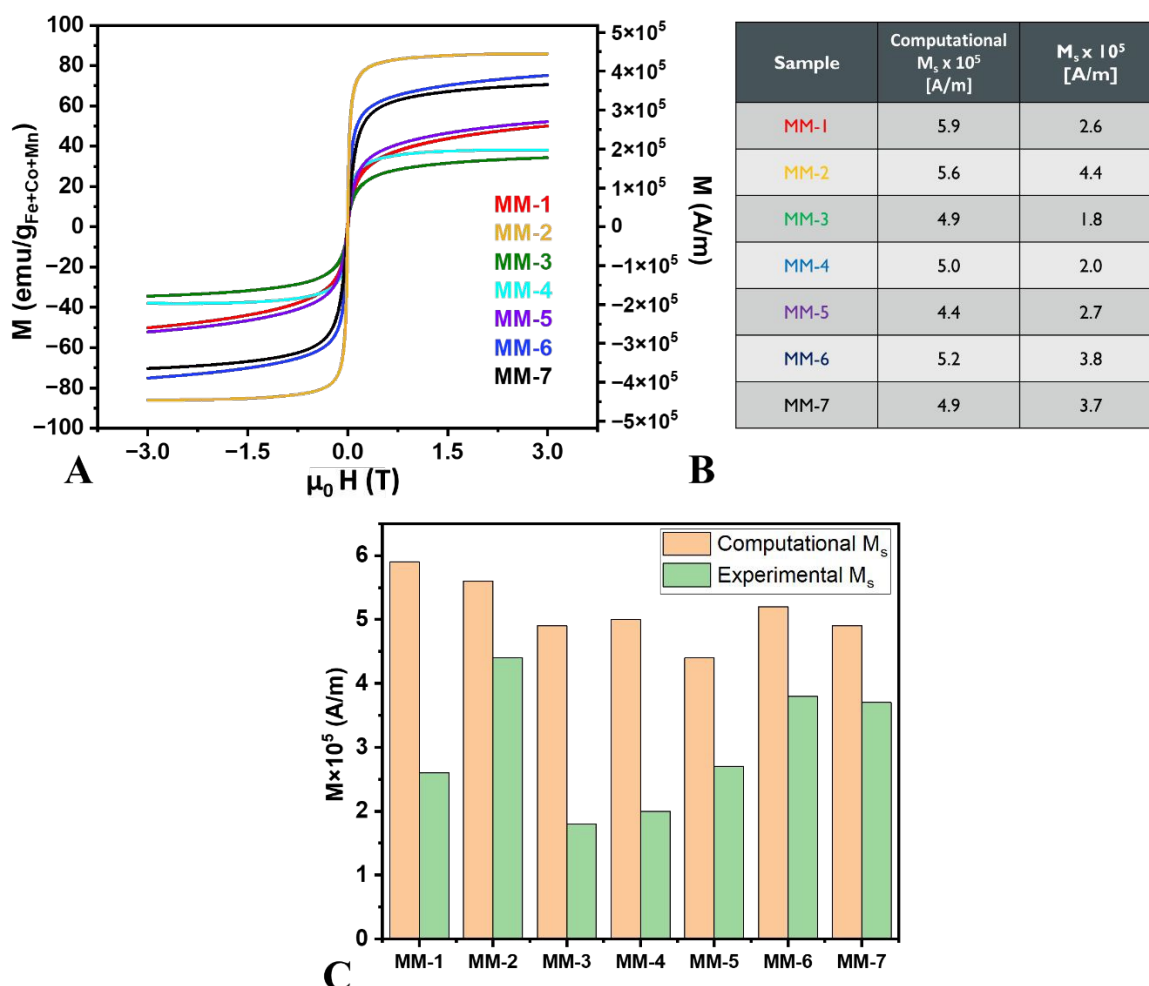 100
80
60
40
20
0
−20
−40
−60
−80
−100
M (emu/g_Fe+Co+Mn)
5×10⁵
4×10⁵
3×10⁵
2×10⁵
1×10⁵
0
−1×10⁵
−2×10⁵
−3×10⁵
−4×10⁵
−5×10⁵
M (A/m)
MM-1
MM-2
MM-3
MM-4
MM-5
MM-6
MM-7
−3.0 −1.5 0.0 1.5 3.0
μ₀ H (T)
A
Sample Computational M_s x 10⁵ [A/m] M_s x 10⁵ [A/m]
MM-1 5.9 2.6
MM-2 5.6 4.4
MM-3 4.9 1.8
MM-4 5.0 2.0
MM-5 4.4 2.7
MM-6 5.2 3.8
MM-7 4.9 3.7
B
Computational M_s
Experimental M_s
6
5
4
3
2
1
0
M×10⁵ (A/m)
MM-1 MM-2 MM-3 MM-4 MM-5 MM-6 MM-7
C